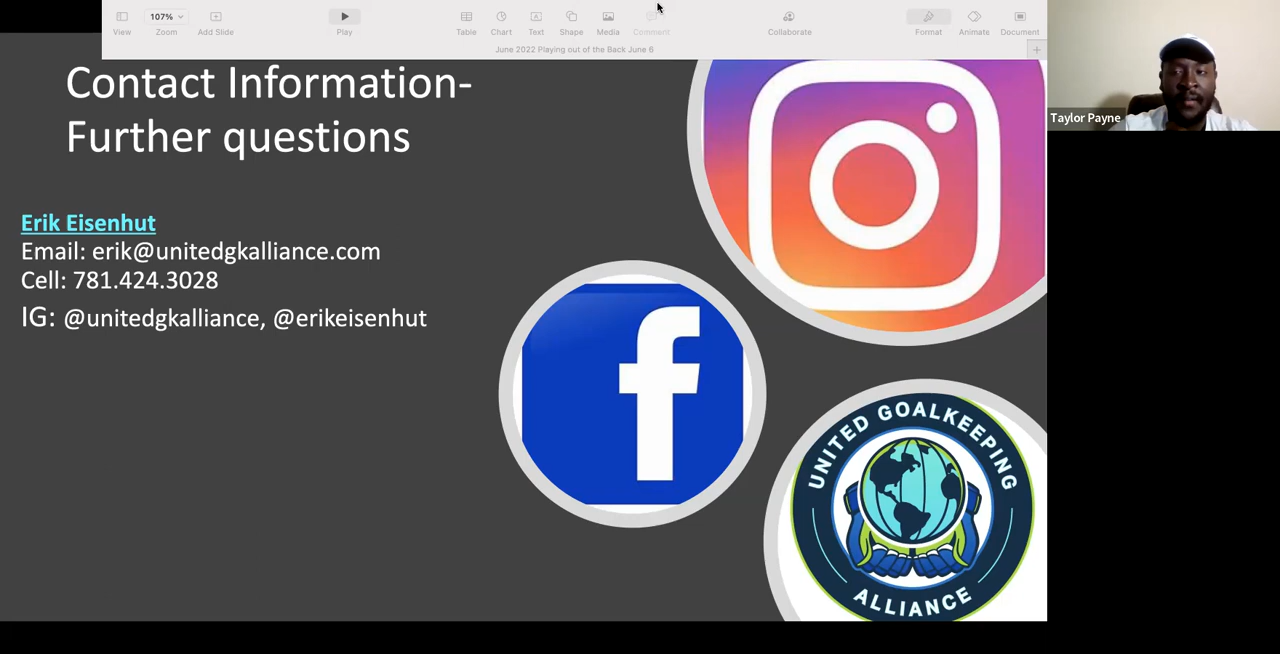 107%
View
Zoom
Add Slide
Play
Table
Chart
Text
Shape
Media
Comment
Collaborate
Format
Animate
Document
June 2022 Playing out of the Back June 6
Contact Information-
Further questions
Taylor Payne
Erik Eisenhut
Email: erik@unitedgkalliance.com
Cell: 781.424.3028
IG: @unitedgkalliance, @erikeisenhut
f
UNITED GOALKEEPING
ALLIANCE